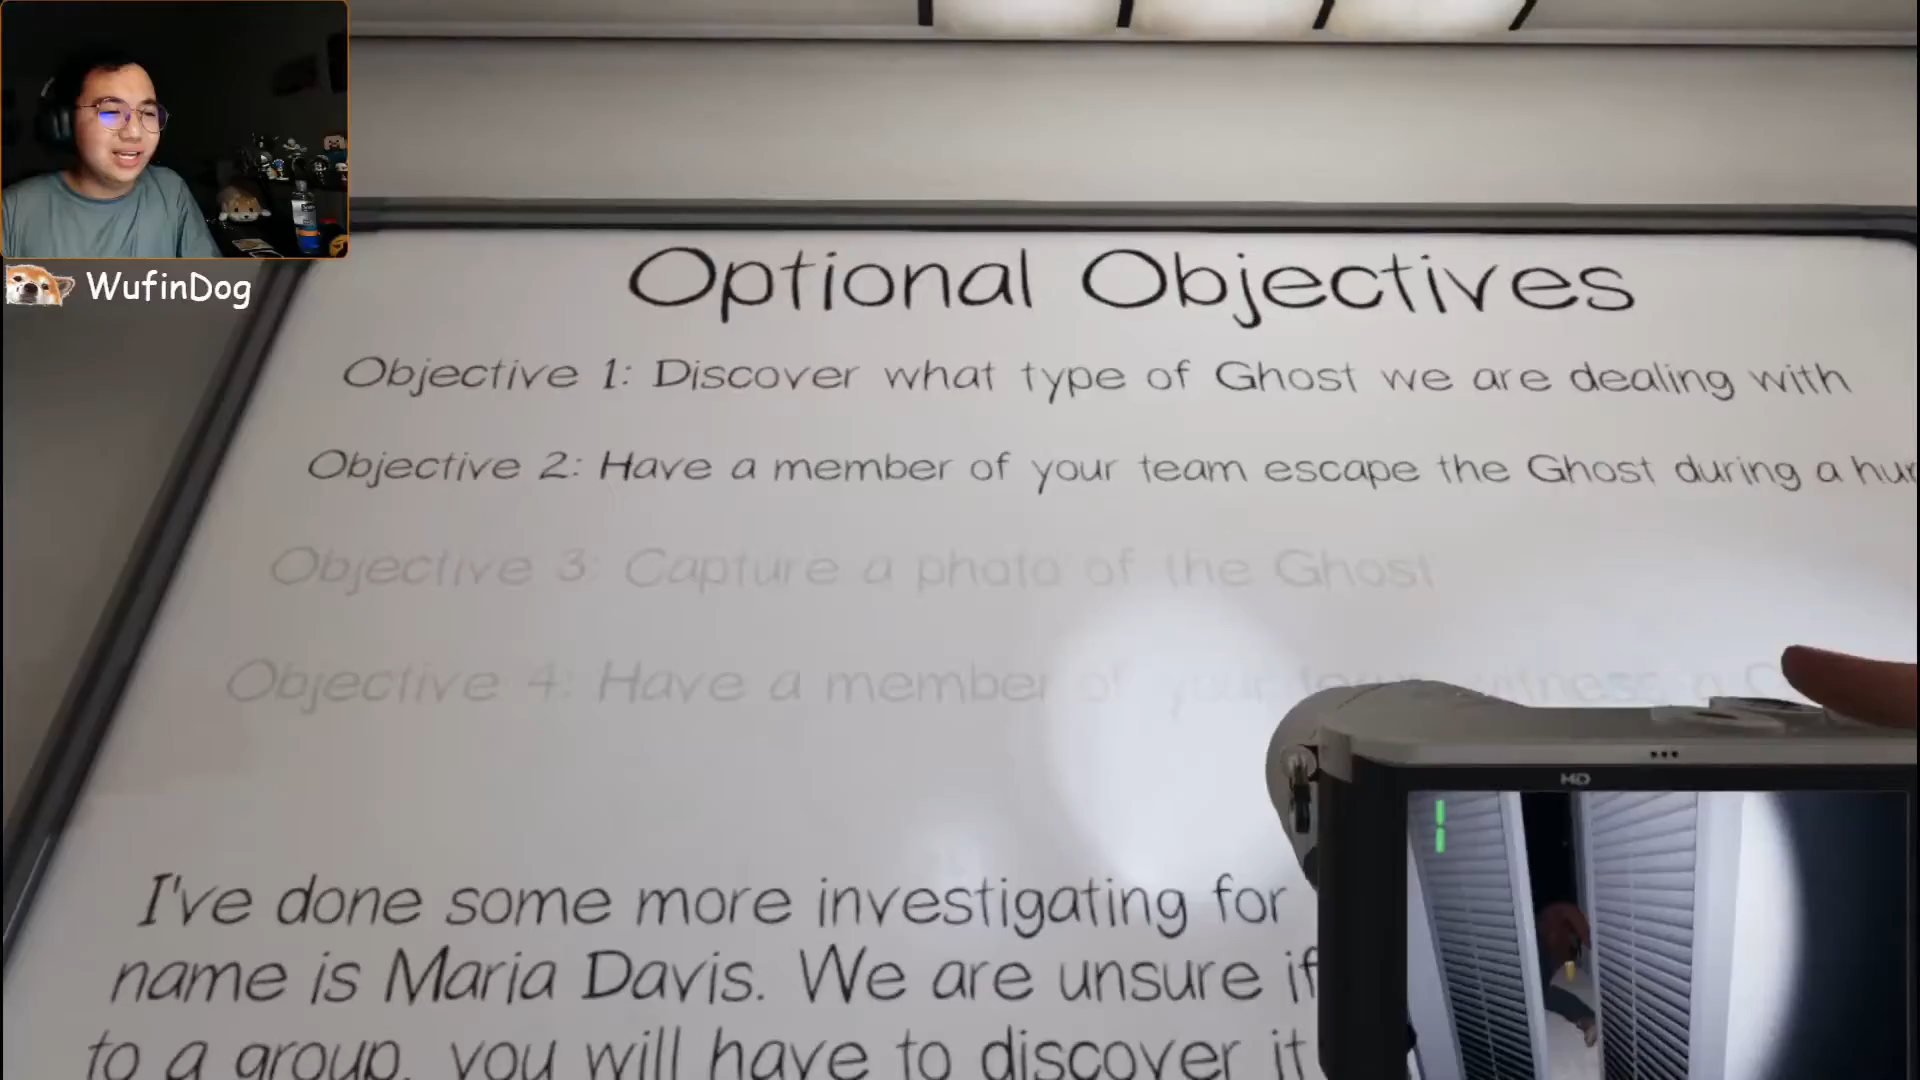 WufinDog
Optional Objectives
Objective 1: Discover what type of Ghost we are dealing with
Objective 2: Have a member of your team escape the Ghost during a
Objective 3: Capture a photo of the Ghost
Objective 4: Have a member of your witness
HD
I've done some more investigating for
name is Maria Davis. We are unsure if
to a group, you will have to discover it